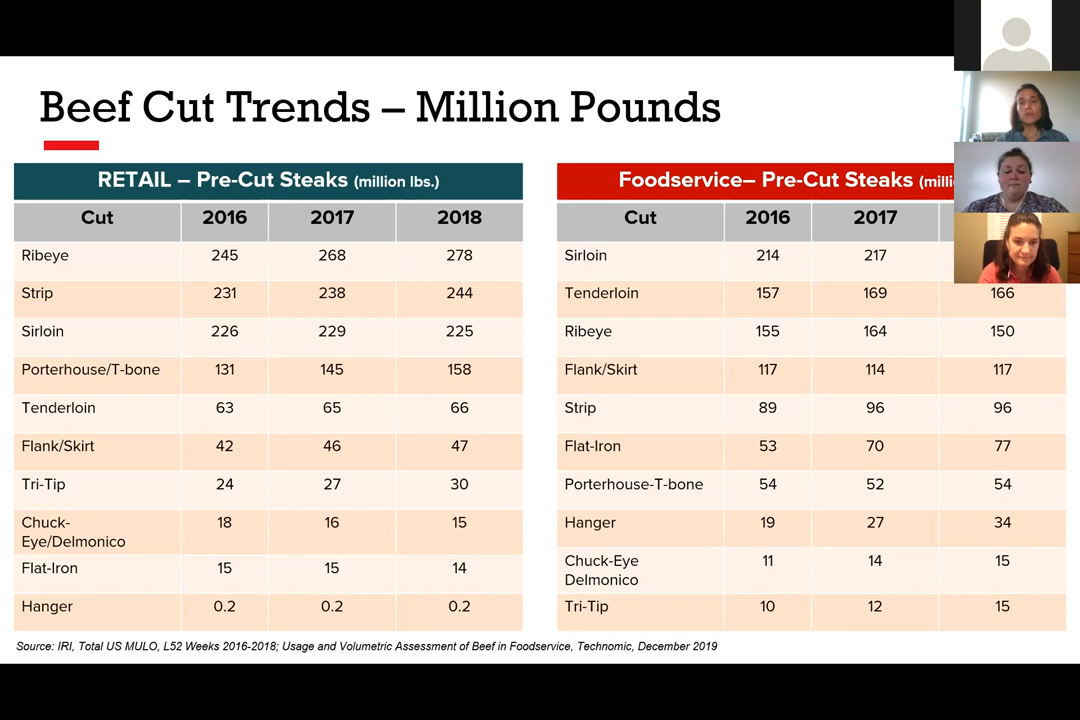 Beef Cut Trends – Million Pounds
RETAIL – Pre-Cut Steaks (million lbs.)
Cut 2016 2017 2018
Ribeye 245 268 278
Strip 231 238 244
Sirloin 226 229 225
Porterhouse/T-bone 131 145 158
Tenderloin 63 65 66
Flank/Skirt 42 46 47
Tri-Tip 24 27 30
Chuck-
Eye/Delmonico 18 16 15
Flat-Iron 15 15 14
Hanger 0.2 0.2 0.2
Foodservice– Pre-Cut Steaks
Cut 2016 2017
Sirloin 214 217
Tenderloin 157 169 166
Ribeye 155 164 150
Flank/Skirt 117 114 117
Strip 89 96 96
Flat-Iron 53 70 77
Porterhouse-T-bone 54 52 54
Hanger 19 27 34
Chuck-Eye
Delmonico 11 14 15
Tri-Tip 10 12 15
Source: IRI, Total US MULO, L52 Weeks 2016-2018; Usage and Volumetric Assessment of Beef in Foodservice, Technomic, December 2019